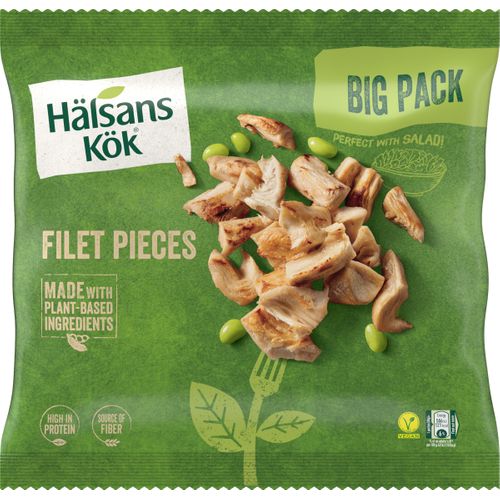 Hälsans
Kök®
BIG PACK
PERFECT WITH SALAD!
FILET PIECES
MADE WITH
PLANT-BASED
INGREDIENTS
HIGH IN
PROTEIN
SOURCE OF
FIBER
VEGAN